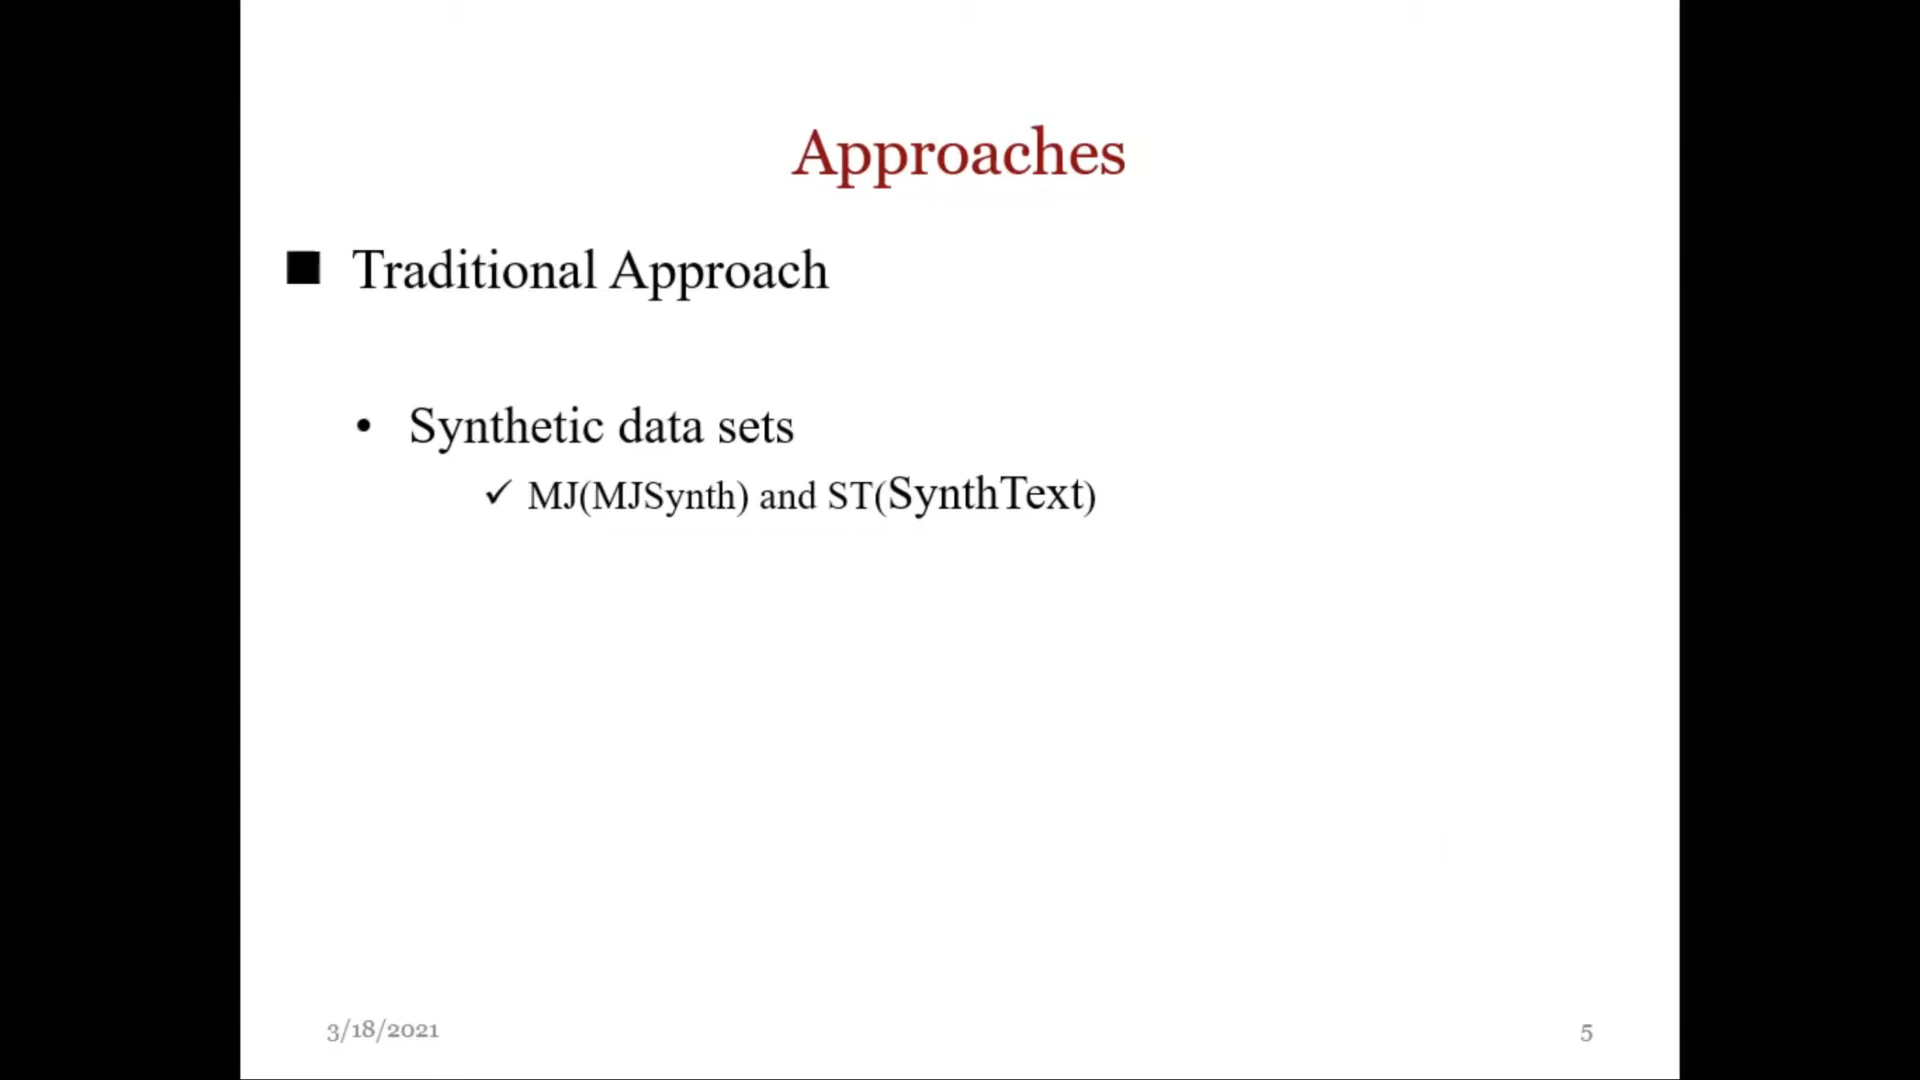 Approaches
■ Traditional Approach
• Synthetic data sets
✓ MJ(MJSynth) and ST(SynthText)
3/18/2021
5